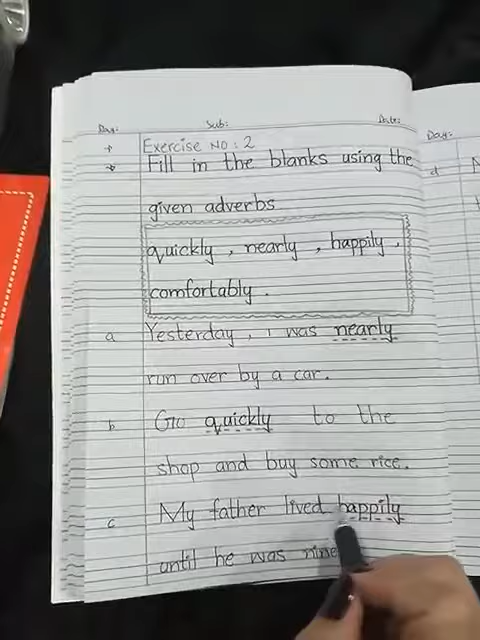 Day: Sub: Date:
Exercise NO : 2
Fill in the blanks using the
given adverbs
quickly , nearly , happily ,
comfortably .
a Yesterday, i was nearly
run over by a car.
b Go quickly to the
shop and buy some rice.
c My father lived happily
until he was nine
Day:
d